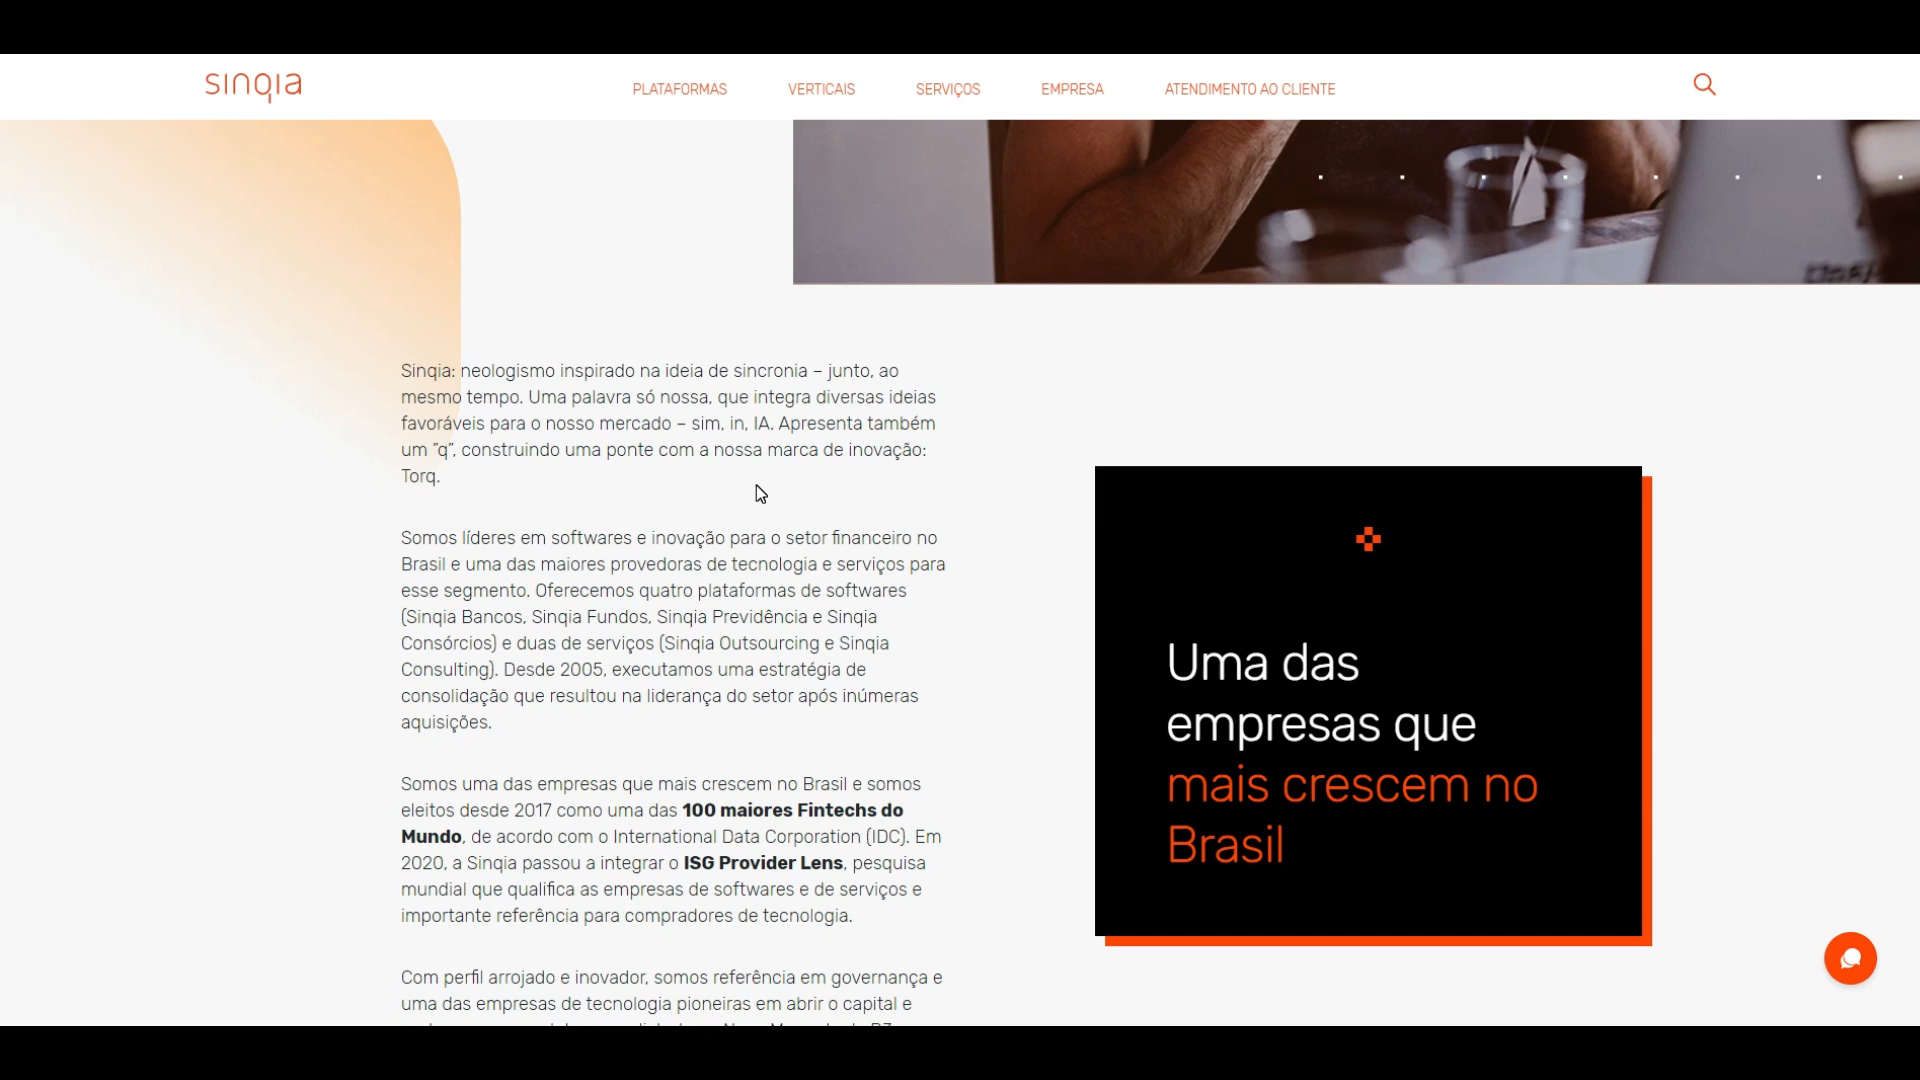 sinqia
PLATAFORMAS
VERTICAIS
SERVIÇOS
EMPRESA
ATENDIMENTO AO CLIENTE
Sinqia: neologismo inspirado na ideia de sincronia – junto, ao
mesmo tempo. Uma palavra só nossa, que integra diversas ideias
favoráveis para o nosso mercado – sim, in, IA. Apresenta também
um “q”, construindo uma ponte com a nossa marca de inovação:
Torq.
Somos líderes em softwares e inovação para o setor financeiro no
Brasil e uma das maiores provedoras de tecnologia e serviços para
esse segmento. Oferecemos quatro plataformas de softwares
(Sinqia Bancos, Sinqia Fundos, Sinqia Previdência e Sinqia
Consórcios) e duas de serviços (Sinqia Outsourcing e Sinqia
Consulting). Desde 2005, executamos uma estratégia de
consolidação que resultou na liderança do setor após inúmeras
aquisições.
Somos uma das empresas que mais crescem no Brasil e somos
eleitos desde 2017 como uma das 100 maiores Fintechs do
Mundo, de acordo com o International Data Corporation (IDC). Em
2020, a Sinqia passou a integrar o ISG Provider Lens, pesquisa
mundial que qualifica as empresas de softwares e de serviços e
importante referência para compradores de tecnologia.
Com perfil arrojado e inovador, somos referência em governança e
uma das empresas de tecnologia pioneiras em abrir o capital e
Uma das
empresas que
mais crescem no
Brasil